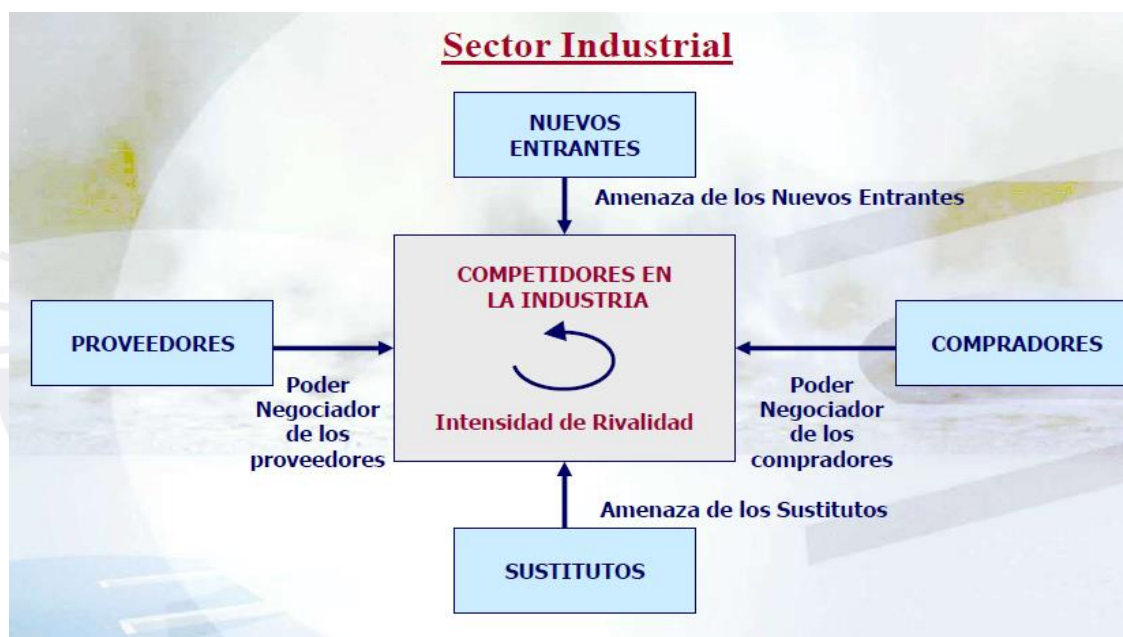 Sector Industrial
NUEVOS
ENTRANTES
Amenaza de los Nuevos Entrantes
COMPETIDORES EN
LA INDUSTRIA
Intensidad de Rivalidad
PROVEEDORES
Poder
Negociador
de los
proveedores
COMPRADORES
Poder
Negociador
de los
compradores
Amenaza de los Sustitutos
SUSTITUTOS